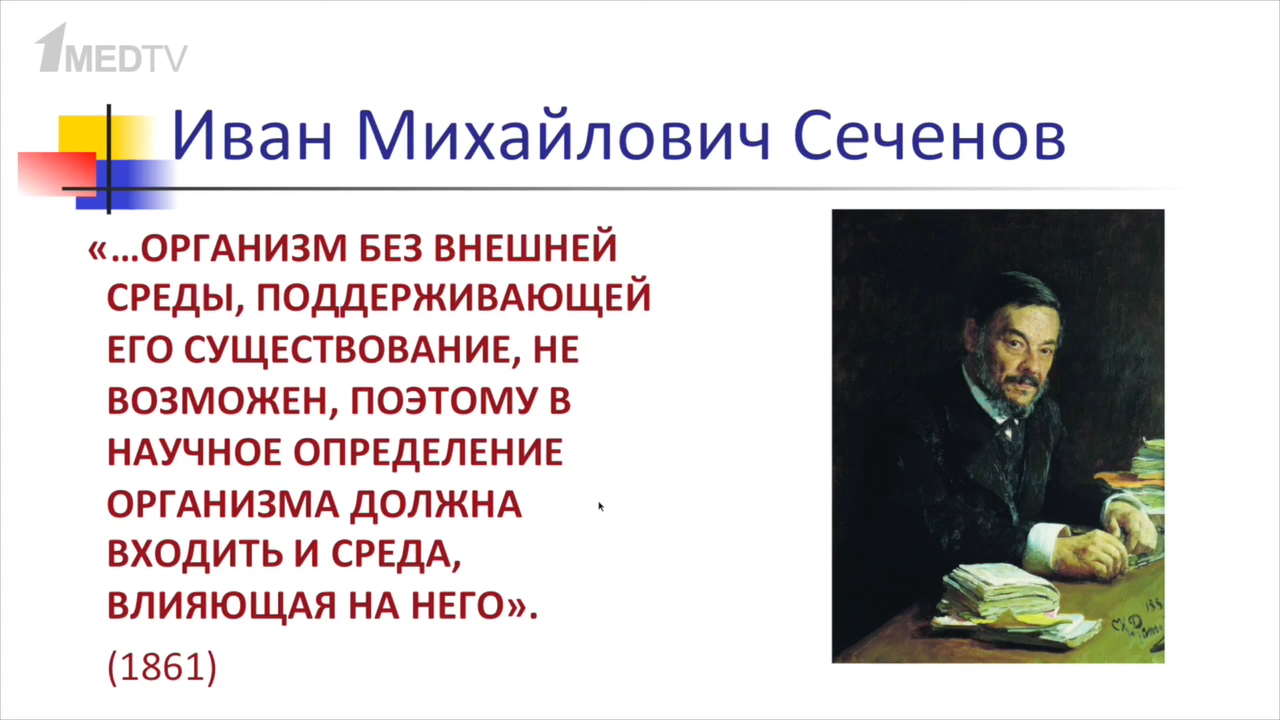 1MEDTV
Иван Михайлович Сеченов
«…ОРГАНИЗМ БЕЗ ВНЕШНЕЙ
СРЕДЫ, ПОДДЕРЖИВАЮЩЕЙ
ЕГО СУЩЕСТВОВАНИЕ, НЕ
ВОЗМОЖЕН, ПОЭТОМУ В
НАУЧНОЕ ОПРЕДЕЛЕНИЕ
ОРГАНИЗМА ДОЛЖНА
ВХОДИТЬ И СРЕДА,
ВЛИЯЮЩАЯ НА НЕГО».
(1861)